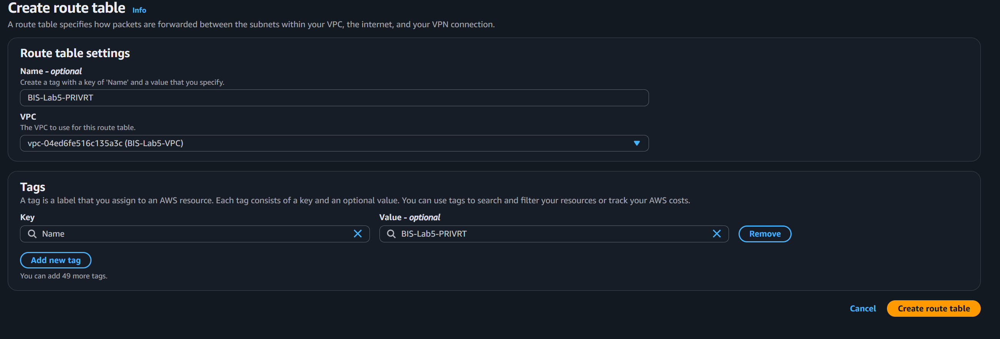 Create route table Info
A route table specifies how packets are forwarded between the subnets within your VPC, the internet, and your VPN connection.
Route table settings
Name - optional
Create a tag with a key of 'Name' and a value that you specify.
BIS-Lab5-PRIVRT
VPC
The VPC to use for this route table.
vpc-04ed6fe516c135a3c (BIS-Lab5-VPC)
Tags
A tag is a label that you assign to an AWS resource. Each tag consists of a key and an optional value. You can use tags to search and filter your resources or track your AWS costs.
Key Value - optional
Name BIS-Lab5-PRIVRT Remove
Add new tag
You can add 49 more tags.
Cancel Create route table